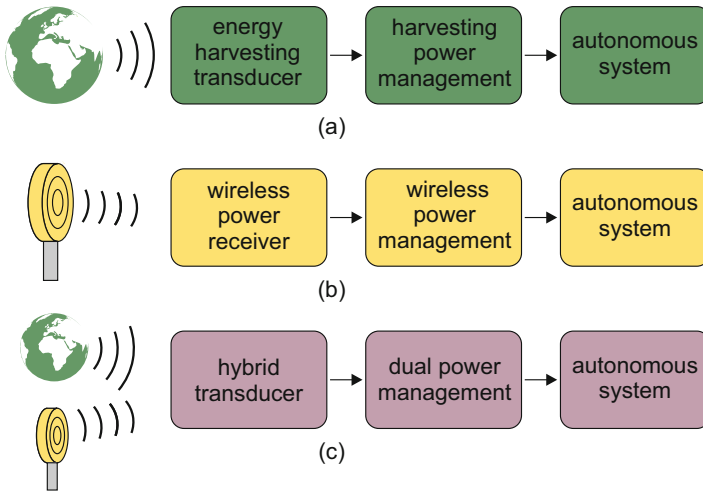 energy
harvesting
transducer
harvesting
power
management
autonomous
system
(a)
wireless
power
receiver
wireless
power
management
autonomous
system
(b)
hybrid
transducer
dual power
management
autonomous
system
(c)